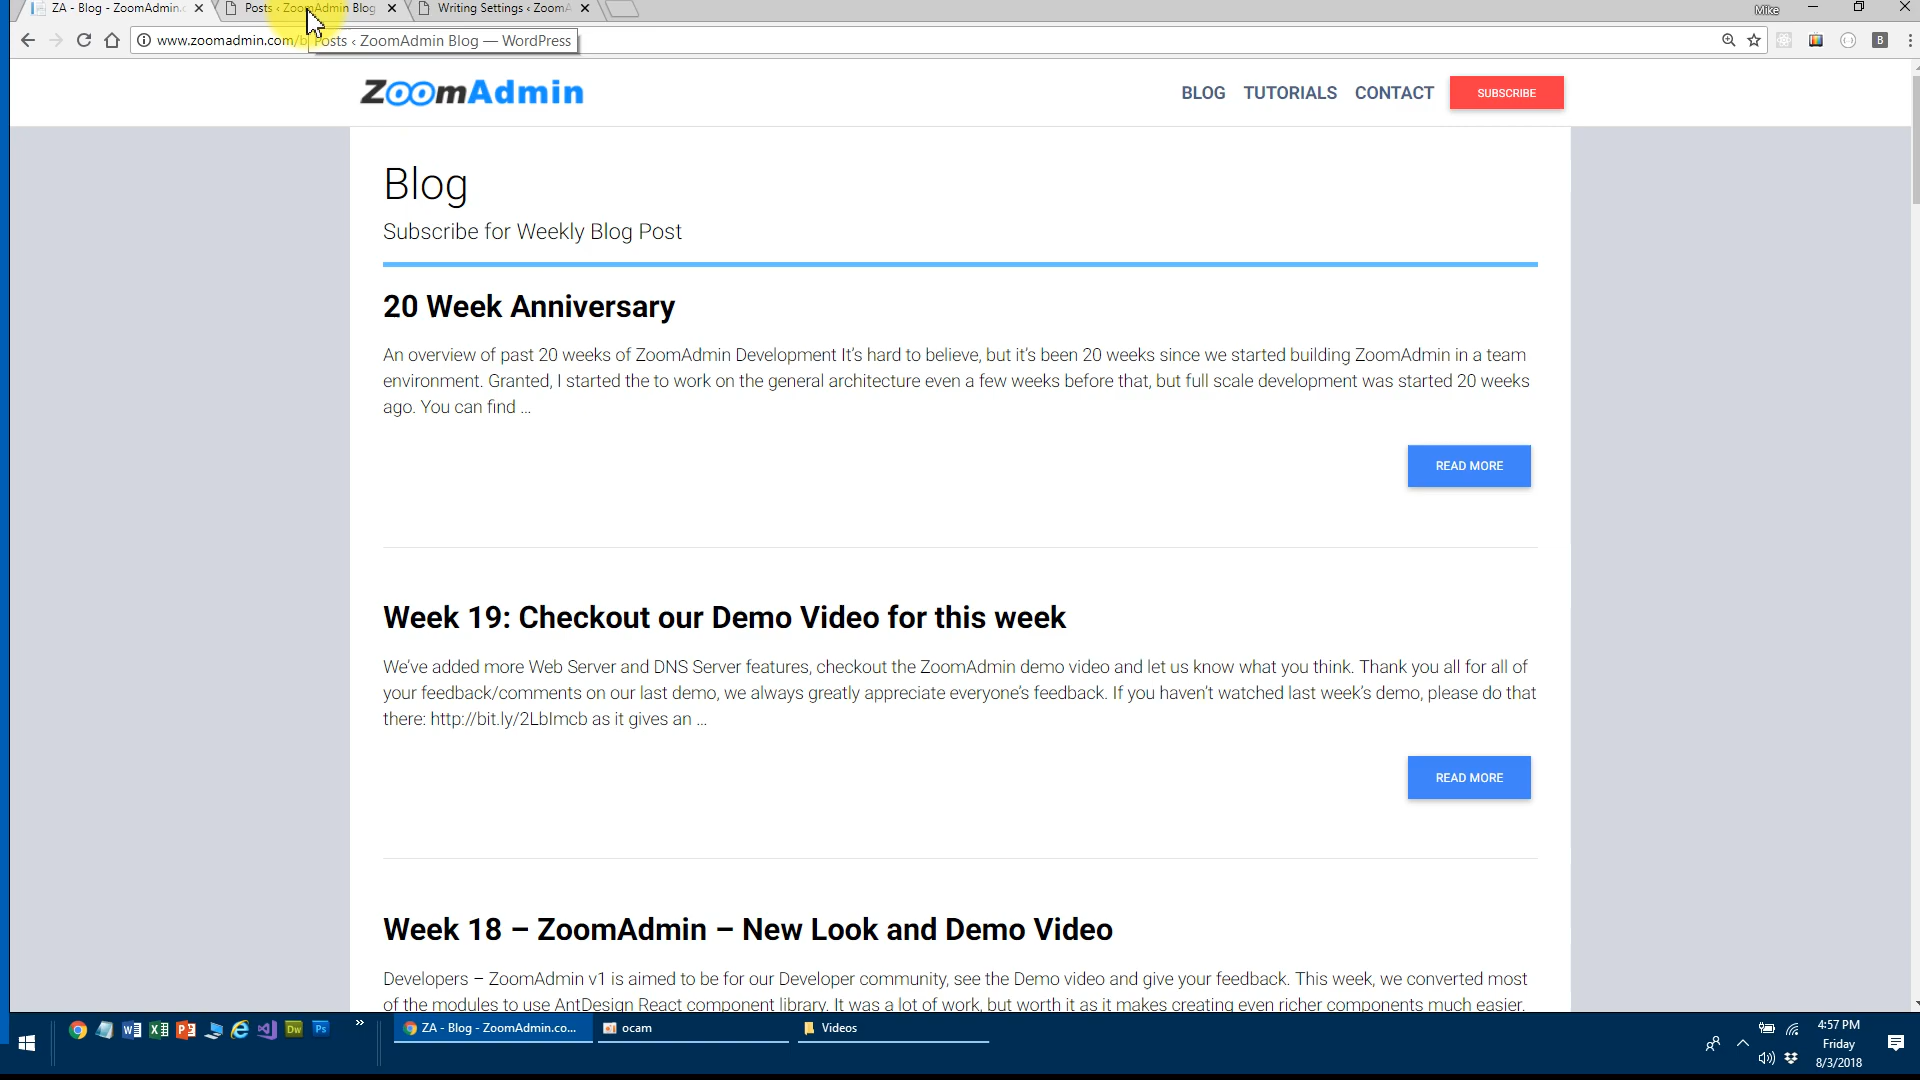 ZA - Blog - ZoomAdmin.
Posts ‹ ZoomAdmin Blog
Writing Settings ‹ ZoomA
Mike
www.zoomadmin.com/b
Posts ‹ ZoomAdmin Blog — WordPress
B
ZoomAdmin
BLOG
TUTORIALS
CONTACT
SUBSCRIBE
Blog
Subscribe for Weekly Blog Post
20 Week Anniversary
An overview of past 20 weeks of ZoomAdmin Development It's hard to believe, but it's been 20 weeks since we started building ZoomAdmin in a team
environment. Granted, I started the to work on the general architecture even a few weeks before that, but full scale development was started 20 weeks
ago. You can find ...
READ MORE
Week 19: Checkout our Demo Video for this week
We've added more Web Server and DNS Server features, checkout the ZoomAdmin demo video and let us know what you think. Thank you all for all of
your feedback/comments on our last demo, we always greatly appreciate everyone's feedback. If you haven't watched last week's demo, please do that
there: http://bit.ly/2LbImcb as it gives an ...
READ MORE
Week 18 – ZoomAdmin – New Look and Demo Video
Developers – ZoomAdmin v1 is aimed to be for our Developer community, see the Demo video and give your feedback. This week, we converted most
of the modules to use AntDesign React component library. It was a lot of work, but worth it as it makes creating even richer components much easier.
Dw
Ps
ZA - Blog - ZoomAdmin.co...
ocam
Videos
4:57 PM
Friday
8/3/2018